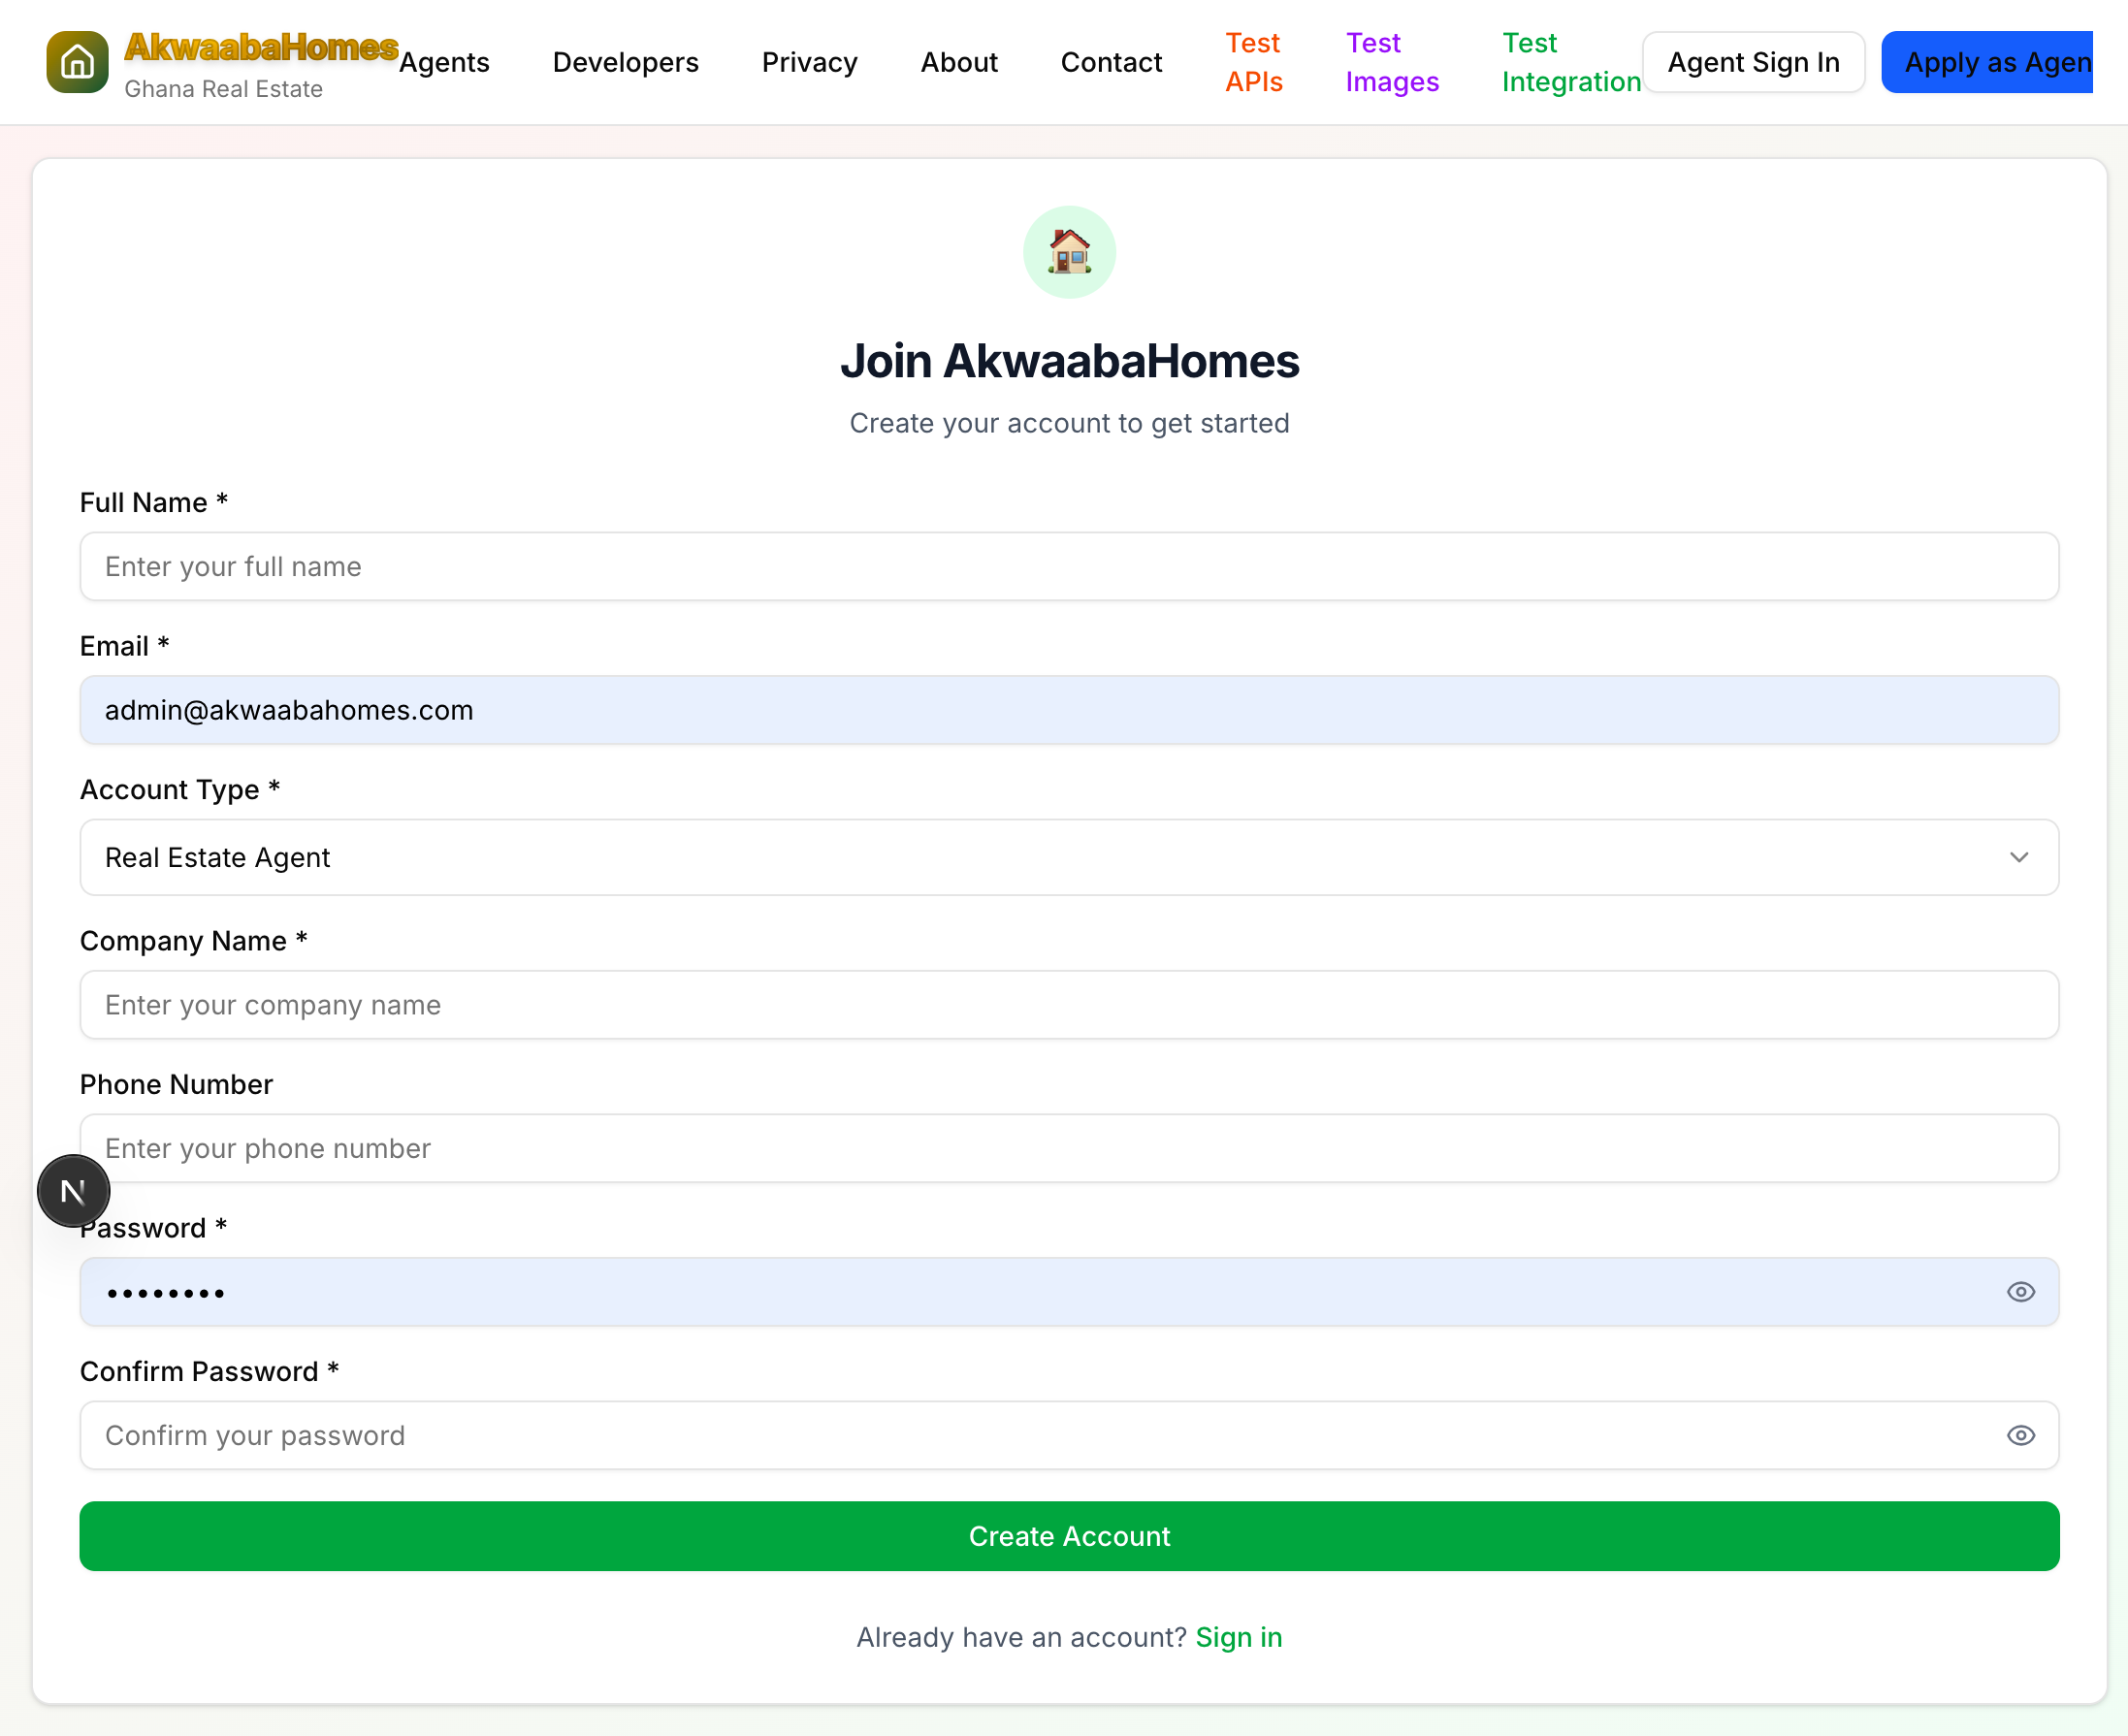 AkwaabaHomes
Ghana Real Estate
Agents
Developers
Privacy
About
Contact
Test
APIs
Test
Images
Test
Integration
Agent Sign In
Apply as Agen
Join AkwaabaHomes
Create your account to get started
Full Name *
Enter your full name
Email *
admin@akwaabahomes.com
Account Type *
Real Estate Agent
Company Name *
Enter your company name
Phone Number
Enter your phone number
N
Password *
••••••••
Confirm Password *
Confirm your password
Create Account
Already have an account? Sign in